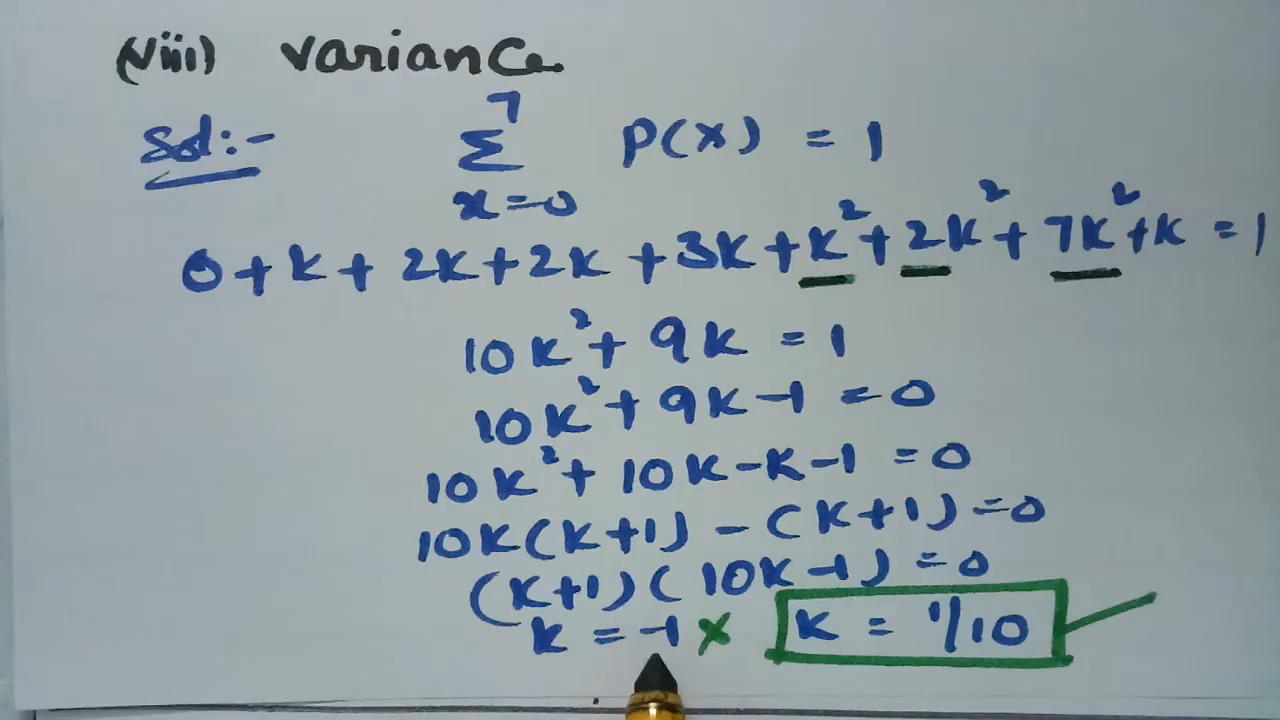 (viii) variance
Sol:- 7
Σ P(x) = 1
x=0
0+k+2k+2k+3k+k²+2k²+7k²+k=1
10k²+9k=1
10k²+9k-1=0
10k²+10k-k-1=0
10k(k+1)-(k+1)=0
(k+1)(10k-1)=0
k=-1 × k = 1/10